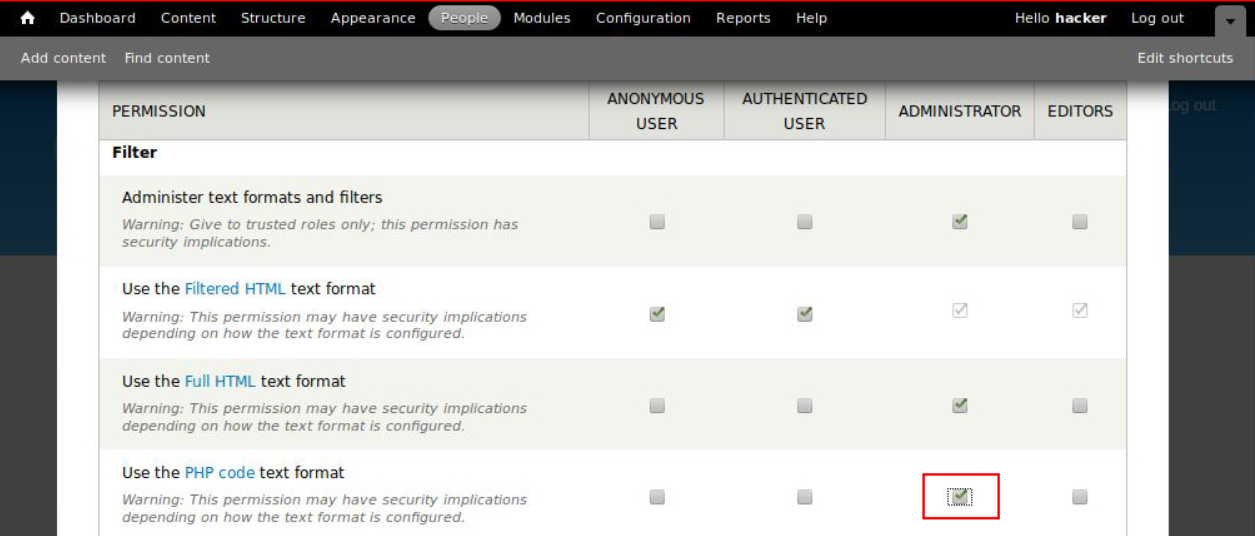 Dashboard Content Structure Appearance People Modules Configuration Reports Help Hello hacker Log out
Add content Find content Edit shortcuts
PERMISSION ANONYMOUS USER AUTHENTICATED USER ADMINISTRATOR EDITORS
Filter
Administer text formats and filters
Warning: Give to trusted roles only; this permission has
security implications.
Use the Filtered HTML text format
Warning: This permission may have security implications
depending on how the text format is configured.
Use the Full HTML text format
Warning: This permission may have security implications
depending on how the text format is configured.
Use the PHP code text format
Warning: This permission may have security implications
depending on how the text format is configured.